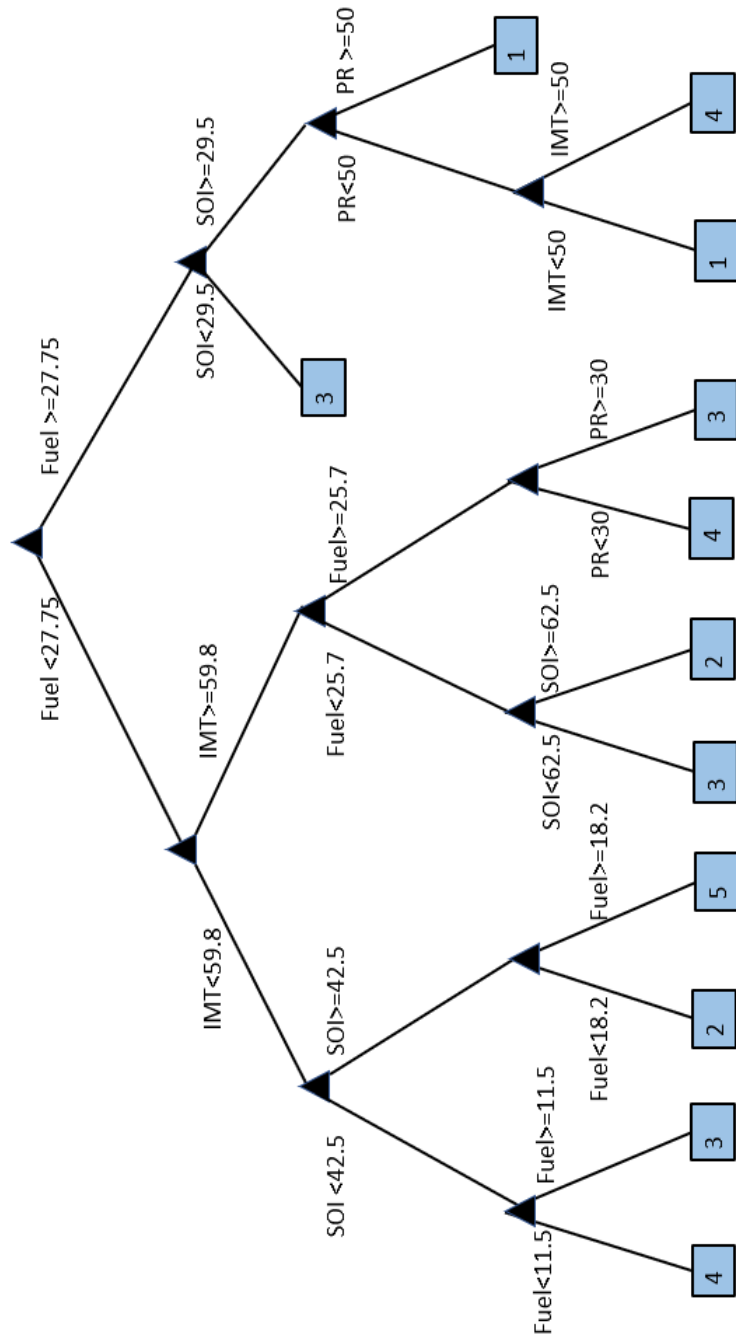 Fuel <27.75
Fuel >=27.75
IMT<59.8
IMT>=59.8
SOI<29.5
SOI>=29.5
SOI <42.5
SOI>=42.5
Fuel<25.7
Fuel>=25.7
3
PR<50
PR >=50
Fuel<11.5
Fuel>=11.5
Fuel<18.2
Fuel>=18.2
SOI<62.5
SOI>=62.5
PR<30
PR>=30
IMT<50
IMT>=50
1
4
3
2
5
3
2
4
3
1
4